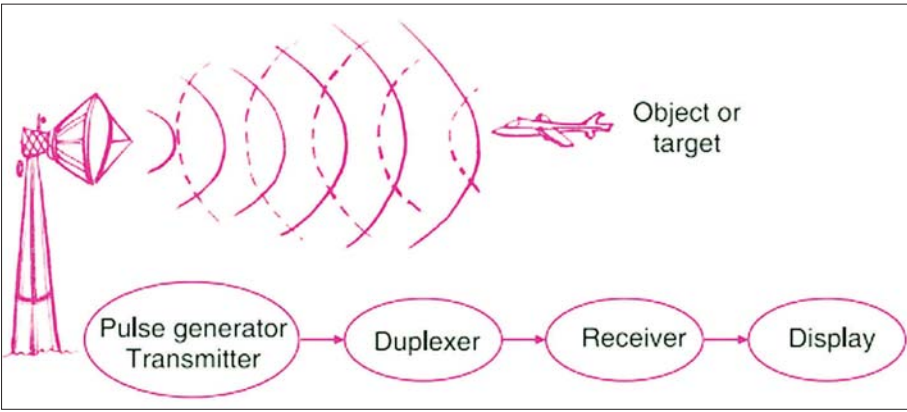 Object or
target
Pulse generator
Transmitter
Duplexer
Receiver
Display